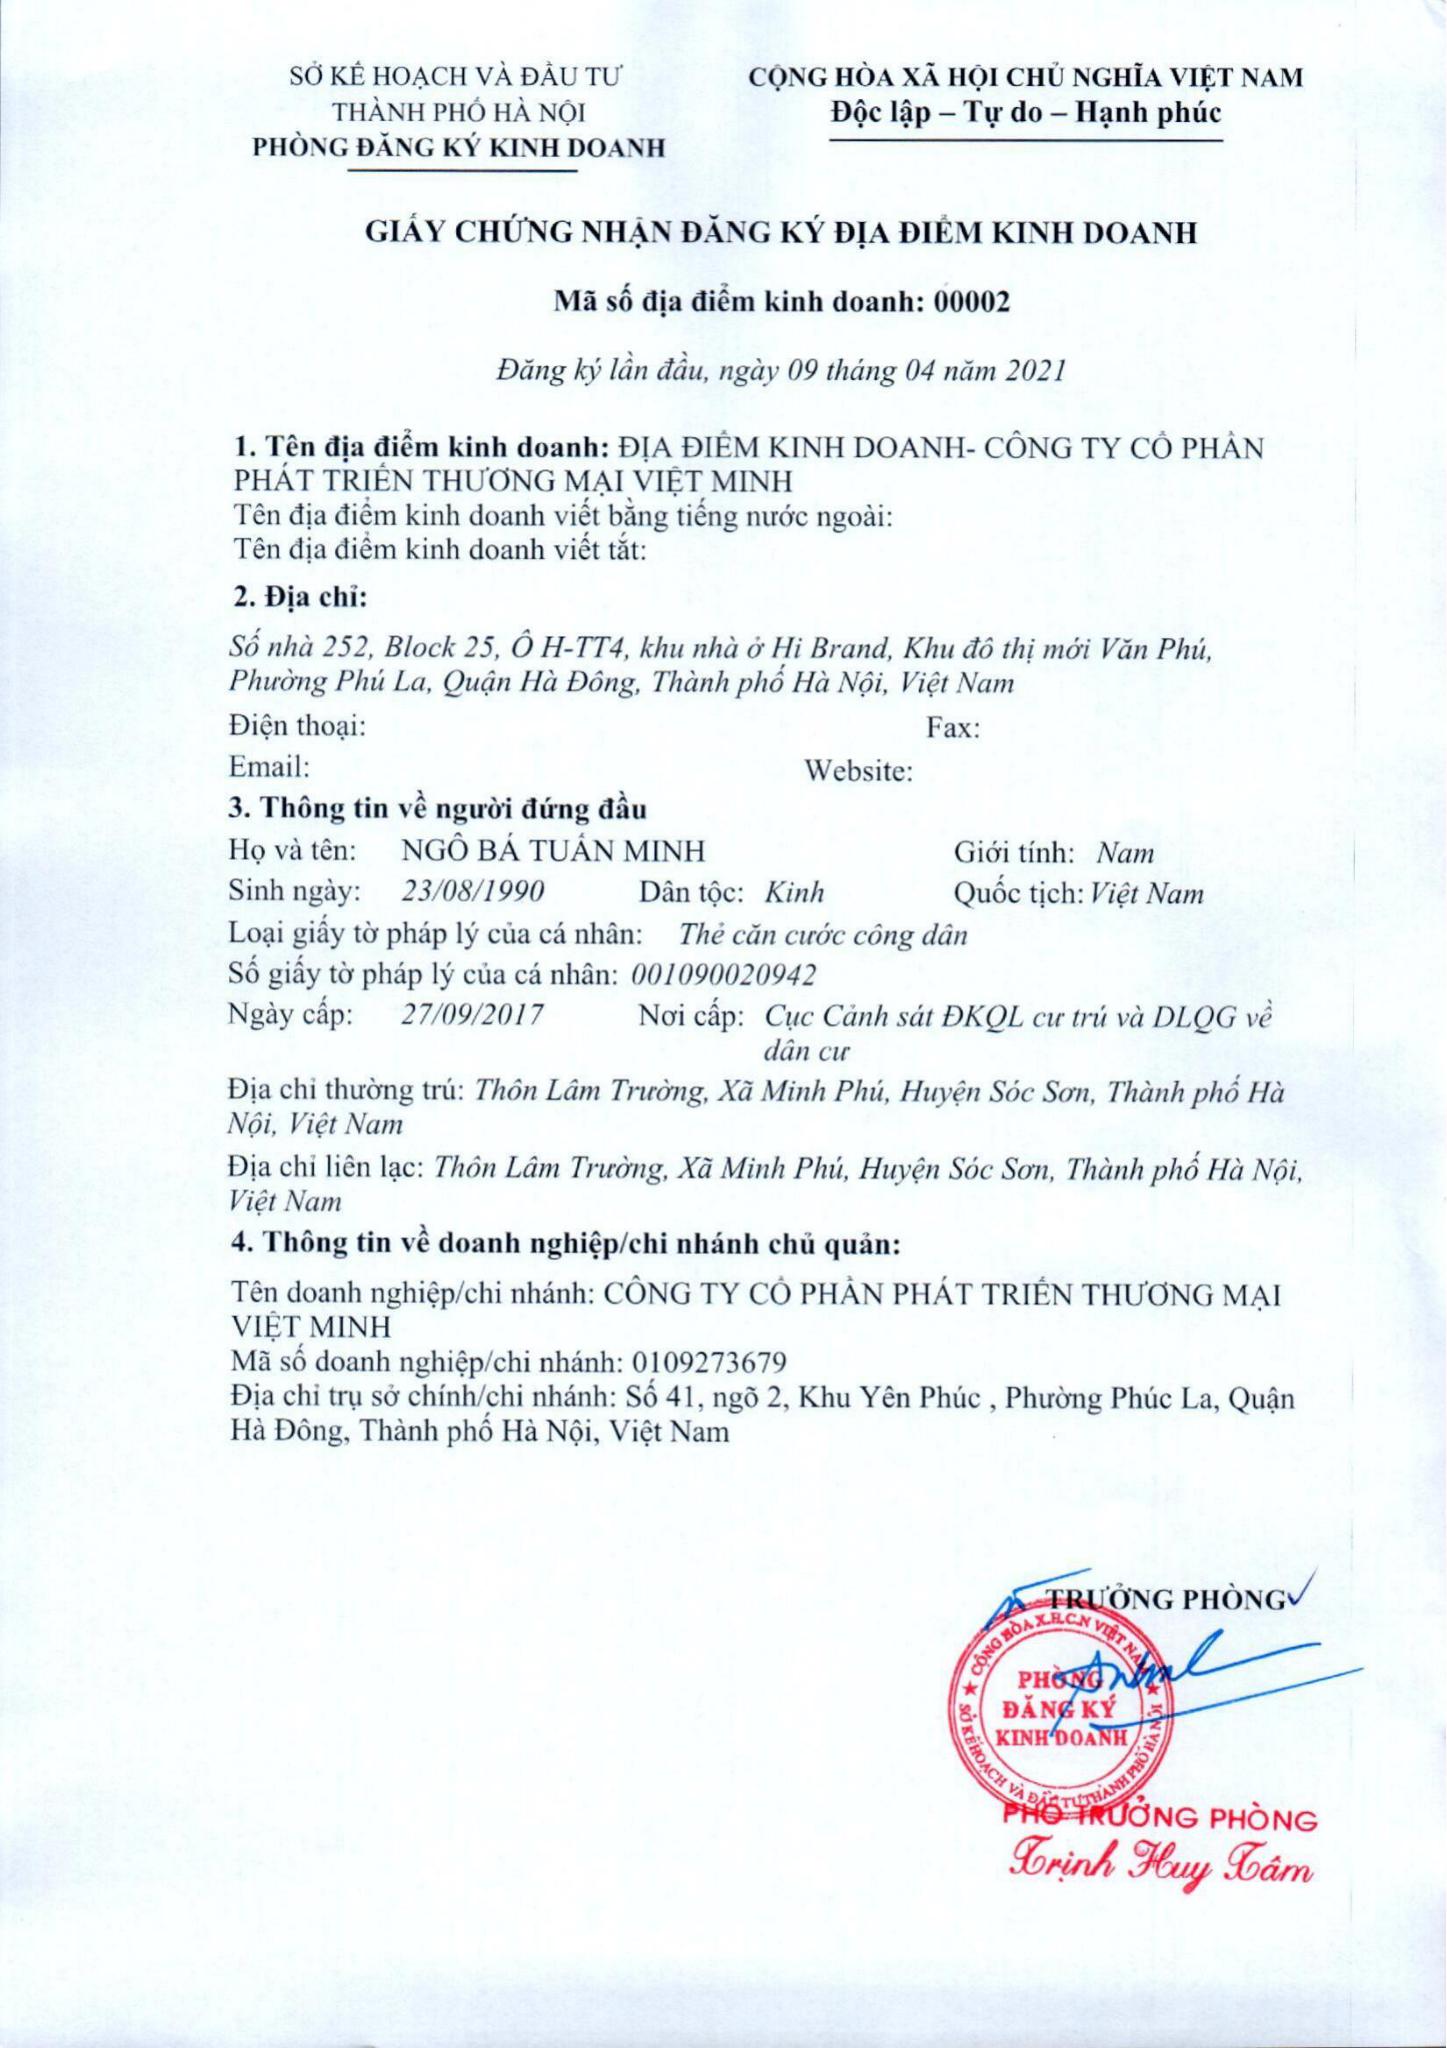 SỞ KẾ HOẠCH VÀ ĐẦU TƯ
THÀNH PHỐ HÀ NỘI
PHÒNG ĐĂNG KÝ KINH DOANH
CỘNG HÒA XÃ HỘI CHỦ NGHĨA VIỆT NAM
Độc lập – Tự do – Hạnh phúc
GIẤY CHỨNG NHẬN ĐĂNG KÝ ĐỊA ĐIỂM KINH DOANH
Mã số địa điểm kinh doanh: 00002
Đăng ký lần đầu, ngày 09 tháng 04 năm 2021
1. Tên địa điểm kinh doanh: ĐỊA ĐIỂM KINH DOANH- CÔNG TY CỔ PHẦN
PHÁT TRIỂN THƯƠNG MẠI VIỆT MINH
Tên địa điểm kinh doanh viết bằng tiếng nước ngoài:
Tên địa điểm kinh doanh viết tắt:
2. Địa chỉ:
Số nhà 252, Block 25, Ô H-TT4, khu nhà ở Hi Brand, Khu đô thị mới Văn Phú,
Phường Phú La, Quận Hà Đông, Thành phố Hà Nội, Việt Nam
Điện thoại: Fax:
Email: Website:
3. Thông tin về người đứng đầu
Họ và tên: NGÔ BÁ TUẤN MINH Giới tính: Nam
Sinh ngày: 23/08/1990 Dân tộc: Kinh Quốc tịch: Việt Nam
Loại giấy tờ pháp lý của cá nhân: Thẻ căn cước công dân
Số giấy tờ pháp lý của cá nhân: 001090020942
Ngày cấp: 27/09/2017 Nơi cấp: Cục Cảnh sát ĐKQL cư trú và DLQG về
dân cư
Địa chỉ thường trú: Thôn Lâm Trường, Xã Minh Phú, Huyện Sóc Sơn, Thành phố Hà
Nội, Việt Nam
Địa chỉ liên lạc: Thôn Lâm Trường, Xã Minh Phú, Huyện Sóc Sơn, Thành phố Hà Nội,
Việt Nam
4. Thông tin về doanh nghiệp/chi nhánh chủ quản:
Tên doanh nghiệp/chi nhánh: CÔNG TY CỔ PHẦN PHÁT TRIỂN THƯƠNG MẠI
VIỆT MINH
Mã số doanh nghiệp/chi nhánh: 0109273679
Địa chỉ trụ sở chính/chi nhánh: Số 41, ngõ 2, Khu Yên Phúc , Phường Phúc La, Quận
Hà Đông, Thành phố Hà Nội, Việt Nam
TRƯỞNG PHÒNG
CỘNG HÒA X.H.C.N VIỆT NAM
PHÒNG
ĐĂNG KÝ
KINH DOANH
SỞ KẾ HOẠCH VÀ ĐẦU TƯ THÀNH PHỐ HÀ NỘI
PHÓ TRƯỞNG PHÒNG
Trịnh Huy Tâm